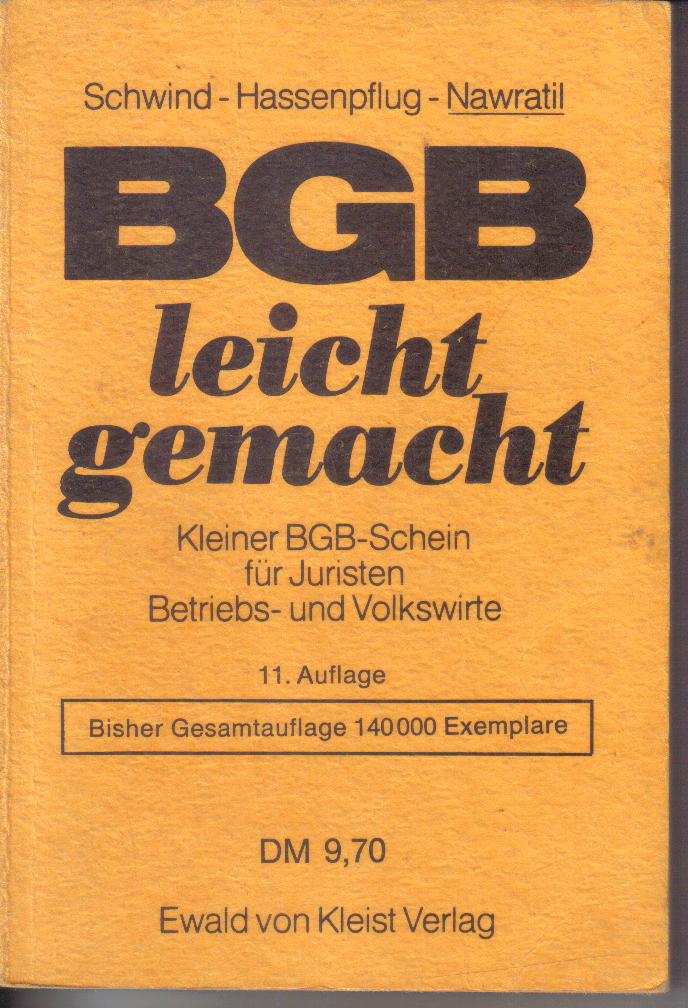 Schwind - Hassenpflug - Nawratil
BGB
leicht
gemacht
Kleiner BGB-Schein
für Juristen
Betriebs- und Volkswirte
11. Auflage
Bisher Gesamtauflage 140000 Exemplare
DM 9,70
Ewald von Kleist Verlag